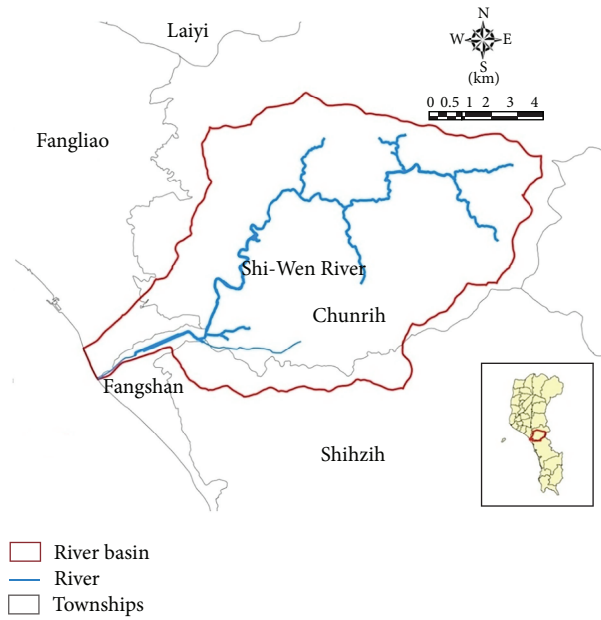 Laiyi
N
W E
S
(km)
0 0.5 1 2 3 4
Fangliao
Shi-Wen River
Chunrih
Fangshan
Shihzih
River basin
River
Townships